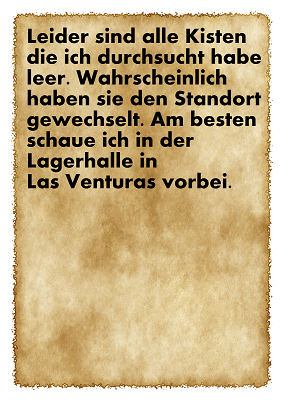 Leider sind alle Kisten
die ich durchsucht habe
leer. Wahrscheinlich
haben sie den Standort
gewechselt. Am besten
schaue ich in der
Lagerhalle in
Las Venturas vorbei.